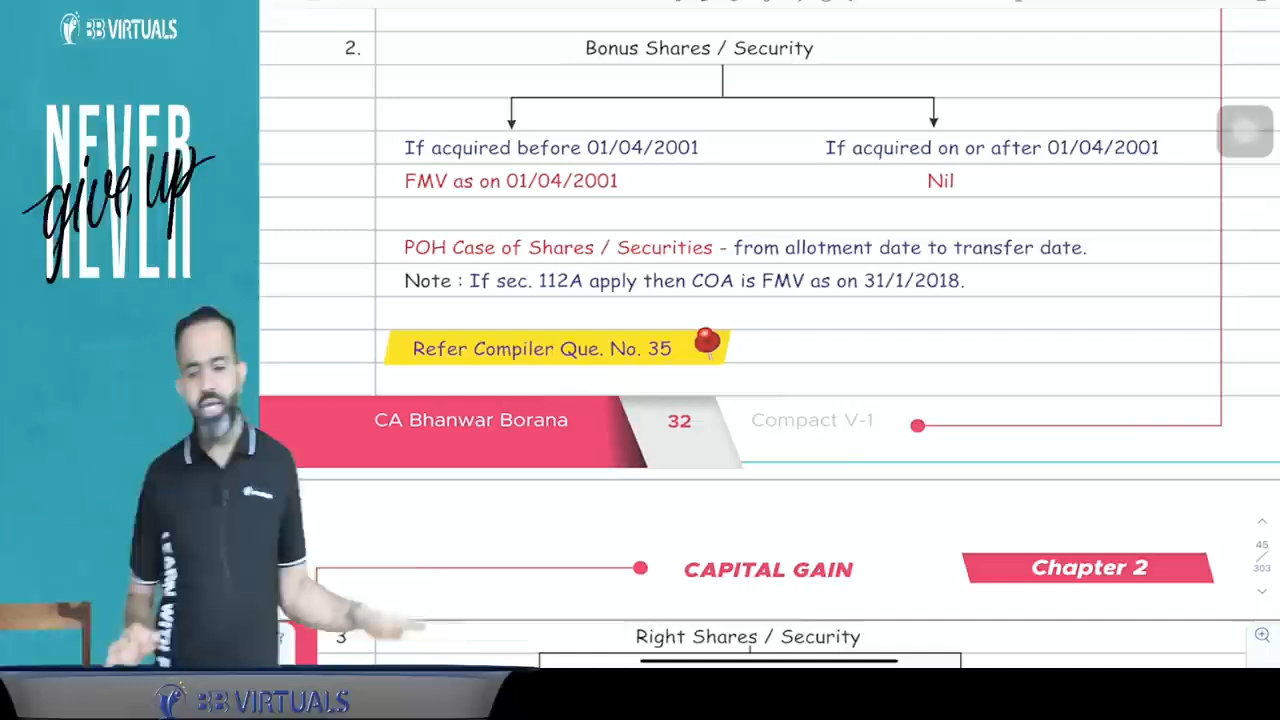 BB VIRTUALS
NEVER
give up
NEVER
2. Bonus Shares / Security
If acquired before 01/04/2001 If acquired on or after 01/04/2001
FMV as on 01/04/2001 Nil
POH Case of Shares / Securities - from allotment date to transfer date.
Note : If sec. 112A apply then COA is FMV as on 31/1/2018.
Refer Compiler Que. No. 35
CA Bhanwar Borana 32 Compact V-1
45
303
CAPITAL GAIN Chapter 2
3 Right Shares / Security
BB VIRTUALS